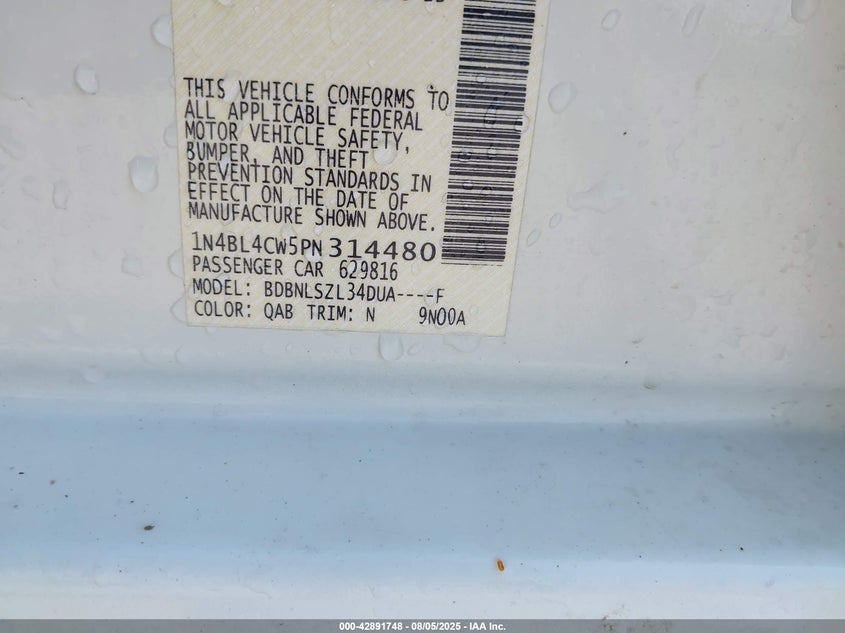 THIS VEHICLE CONFORMS TO
ALL APPLICABLE FEDERAL
MOTOR VEHICLE SAFETY,
BUMPER, AND THEFT
PREVENTION STANDARDS IN
EFFECT ON THE DATE OF
MANUFACTURE SHOWN ABOVE.
1N4BL4CW5PN314480
PASSENGER CAR 629816
MODEL: BDBNLSZL34DUA----F
COLOR: QAB TRIM: N 9N00A
000-42891748 - 08/05/2025 - IAA Inc.